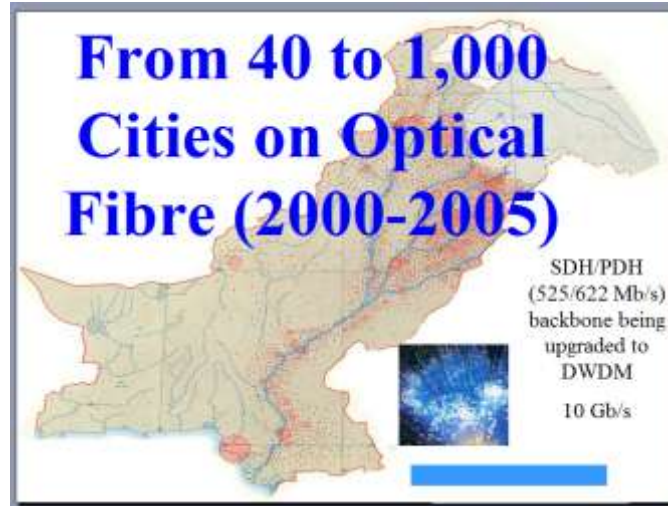 From 40 to 1,000
Cities on Optical
Fibre (2000-2005)
SDH/PDH
(525/622 Mb/s)
backbone being
upgraded to
DWDM
10 Gb/s